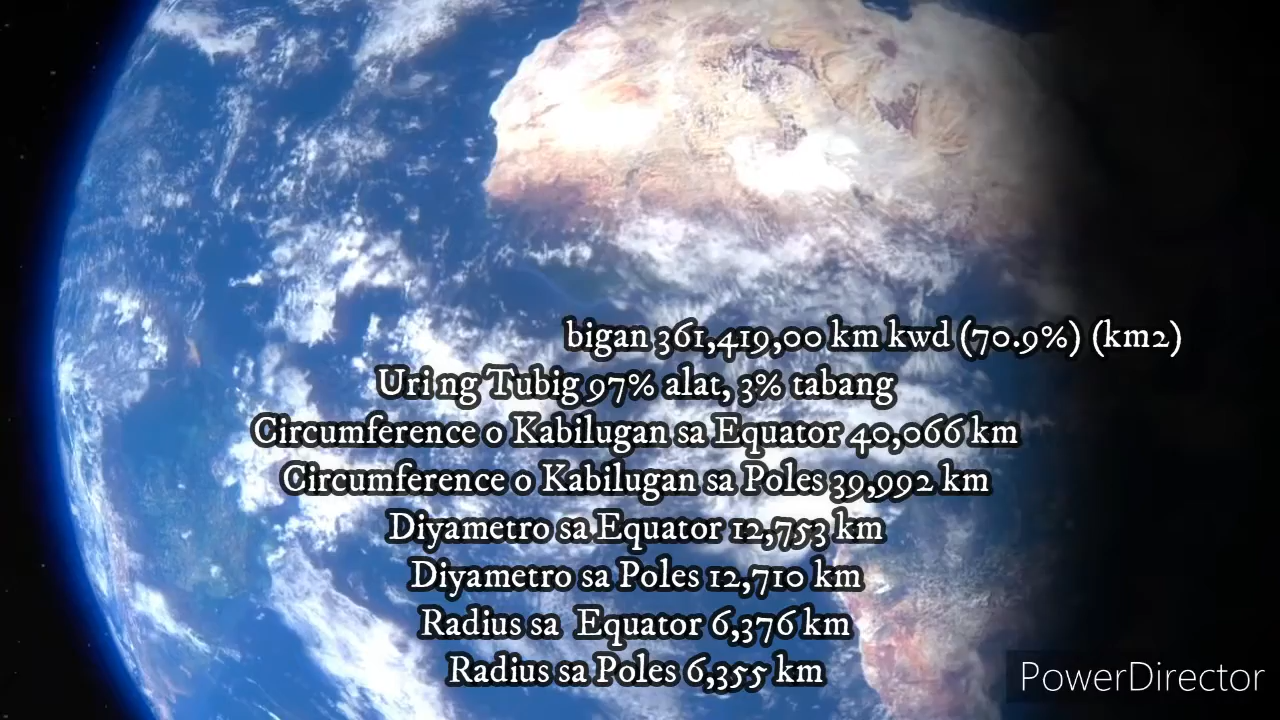 bigan 361,419,00 km kwd (70.9%) (km2)
Uri ng Tubig 97% alat, 3% tabang
Circumference o Kabilugan sa Equator 40,066 km
Circumference o Kabilugan sa Poles 39,992 km
Diyametro sa Equator 12,753 km
Diyametro sa Poles 12,710 km
Radius sa Equator 6,376 km
Radius sa Poles 6,355 km
PowerDirector